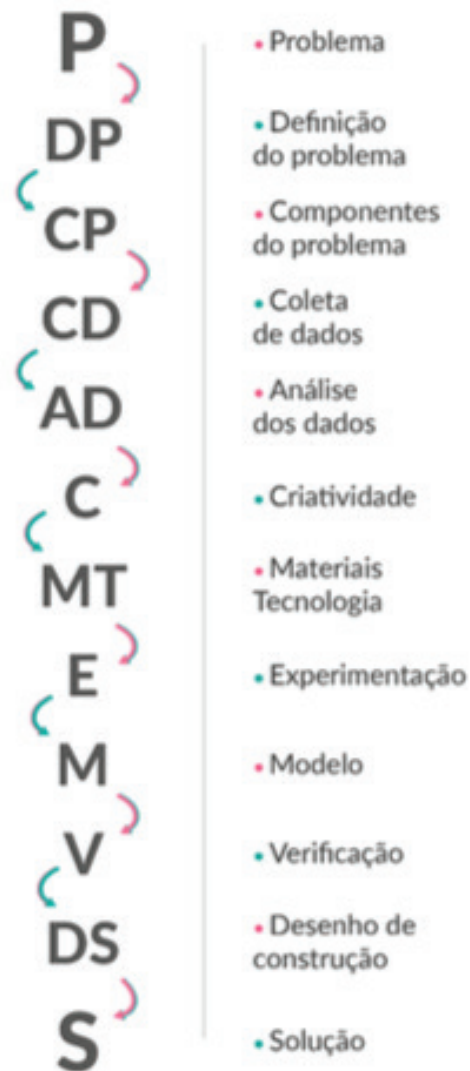 P
• Problema
DP
• Definição
do problema
CP
• Componentes
do problema
CD
• Coleta
de dados
AD
• Análise
dos dados
C
• Criatividade
MT
• Materiais
Tecnologia
E
• Experimentação
M
• Modelo
V
• Verificação
DS
• Desenho de
construção
S
• Solução